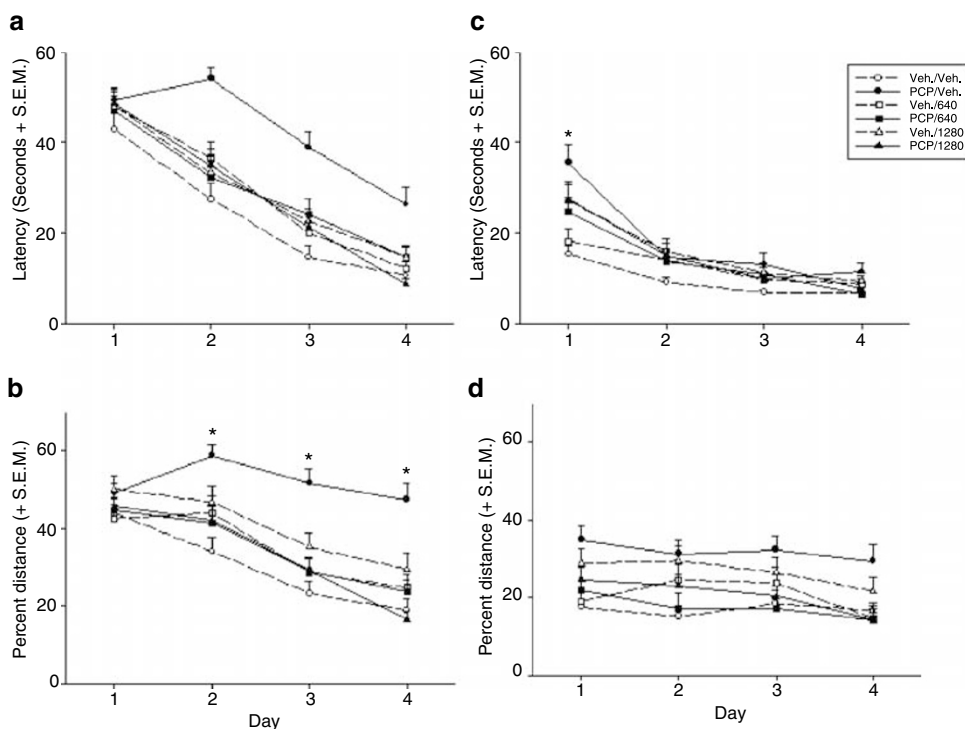 a
Latency (Seconds + S.E.M.)
60
40
20
0
1 2 3 4
c
Latency (Seconds + S.E.M.)
60
40
20
0
*
1 2 3 4
Veh./Veh.
PCP/Veh.
Veh./640
PCP/640
Veh./1280
PCP/1280
b
Percent distance (+ S.E.M.)
60
40
20
0
* * *
1 2 3 4
Day
d
Percent distance (+ S.E.M.)
60
40
20
0
1 2 3 4
Day